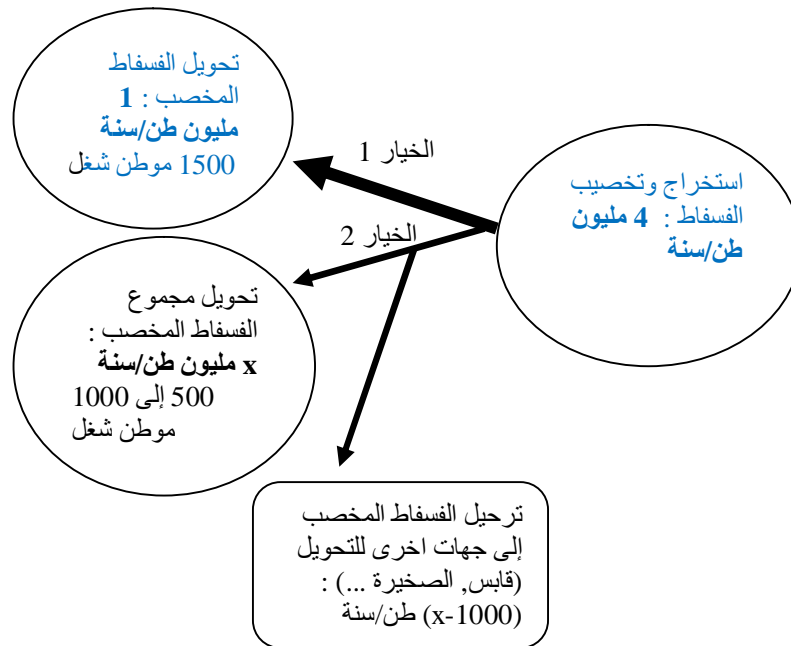 تحويل الفسفاط
المخصب : 1
مليون طن/سنة
1500 موطن شغل
الخيار 1
استخراج وتخصيب
الفسفاط : 4 مليون
طن/سنة
الخيار 2
تحويل مجموع
الفسفاط المخصب :
x مليون طن/سنة
500 إلى 1000
موطن شغل
ترحيل الفسفاط المخصب
إلى جهات اخرى للتحويل
(قابس, الصخيرة ...) :
(x-1000) طن/سنة